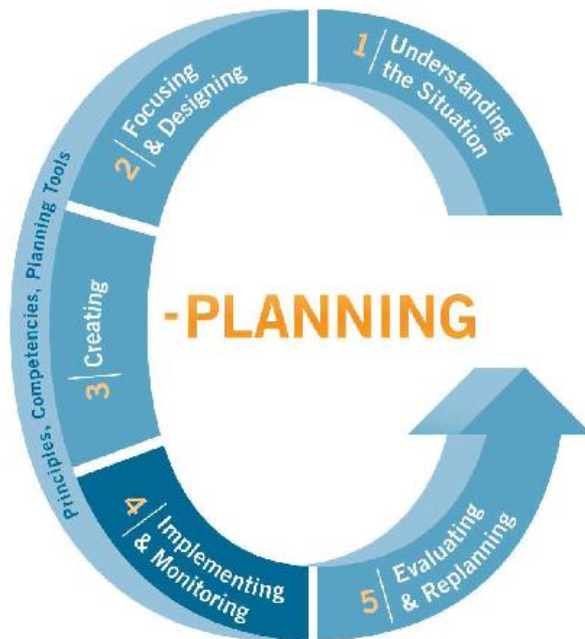 1 Understanding
the Situation
2 Focusing
& Designing
3 Creating
4 Implementing
& Monitoring
5 Evaluating
& Replanning
Principles, Competencies, Planning Tools
-PLANNING